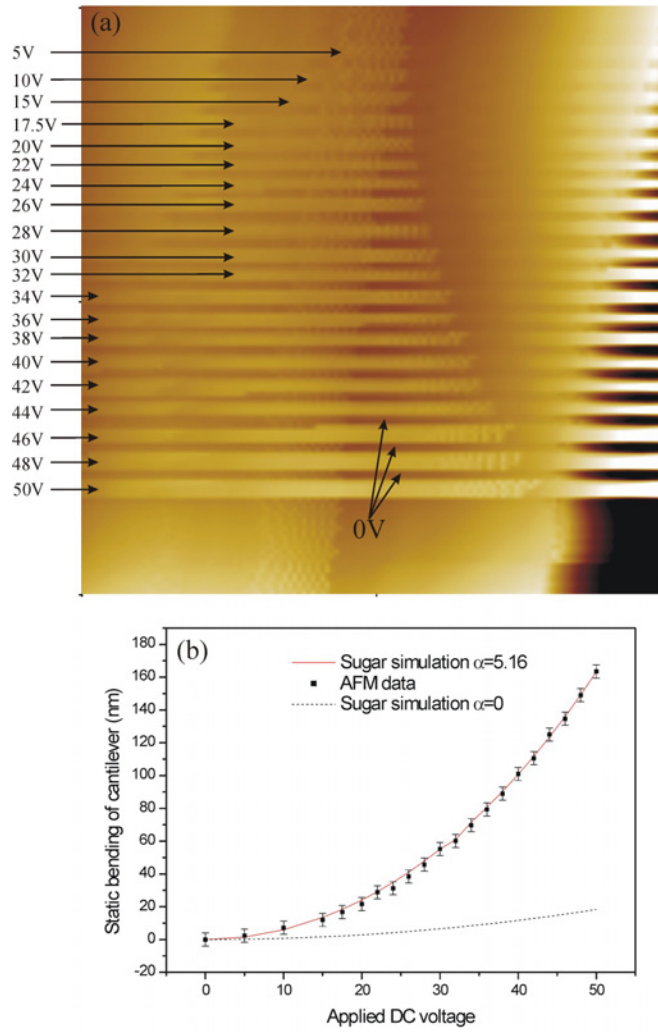 (a)
5V
10V
15V
17.5V
20V
22V
24V
26V
28V
30V
32V
34V
36V
38V
40V
42V
44V
46V
48V
50V
0V
(b)
Sugar simulation α=5.16
AFM data
Sugar simulation α=0
Static bending of cantilever (nm)
180
160
140
120
100
80
60
40
20
0
-20
0
10
20
30
40
50
Applied DC voltage